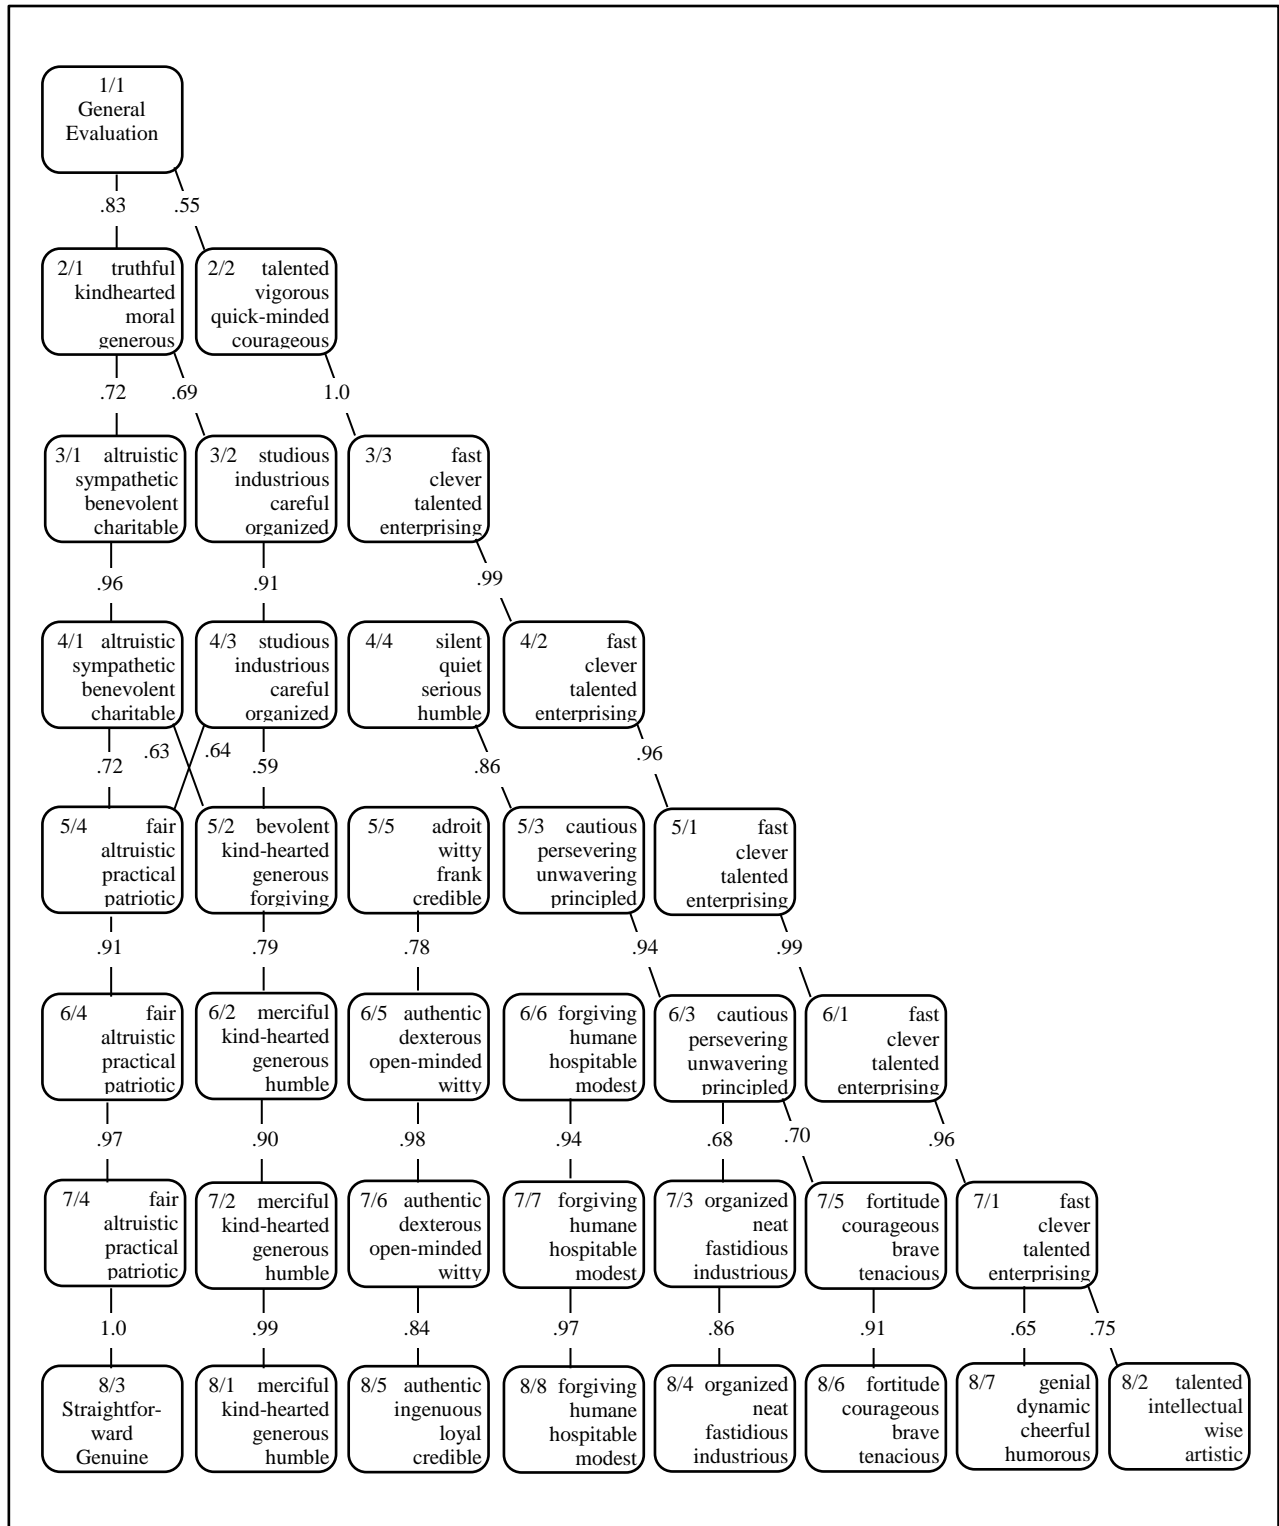 1/1
General
Evaluation
.83
.55
2/1 truthful
kindhearted
moral
generous
2/2 talented
vigorous
quick-minded
courageous
.72
.69
1.0
3/1 altruistic
sympathetic
benevolent
charitable
3/2 studious
industrious
careful
organized
3/3 fast
clever
talented
enterprising
.96
.91
.99
4/1 altruistic
sympathetic
benevolent
charitable
4/3 studious
industrious
careful
organized
4/4 silent
quiet
serious
humble
4/2 fast
clever
talented
enterprising
.72
.63
.64
.59
.86
.96
5/4 fair
altruistic
practical
patriotic
5/2 bevolent
kind-hearted
generous
forgiving
5/5 adroit
witty
frank
credible
5/3 cautious
persevering
unwavering
principled
5/1 fast
clever
talented
enterprising
.91
.79
.78
.94
.99
6/4 fair
altruistic
practical
patriotic
6/2 merciful
kind-hearted
generous
humble
6/5 authentic
dexterous
open-minded
witty
6/6 forgiving
humane
hospitable
modest
6/3 cautious
persevering
unwavering
principled
6/1 fast
clever
talented
enterprising
.97
.90
.98
.94
.68
.70
.96
7/4 fair
altruistic
practical
patriotic
7/2 merciful
kind-hearted
generous
humble
7/6 authentic
dexterous
open-minded
witty
7/7 forgiving
humane
hospitable
modest
7/3 organized
neat
fastidious
industrious
7/5 fortitude
courageous
brave
tenacious
7/1 fast
clever
talented
enterprising
1.0
.99
.84
.97
.86
.91
.65
.75
8/3
Straightfor-
ward
Genuine
8/1 merciful
kind-hearted
generous
humble
8/5 authentic
ingenuous
loyal
credible
8/8 forgiving
humane
hospitable
modest
8/4 organized
neat
fastidious
industrious
8/6 fortitude
courageous
brave
tenacious
8/7 genial
dynamic
cheerful
humorous
8/2 talented
intellectual
wise
artistic